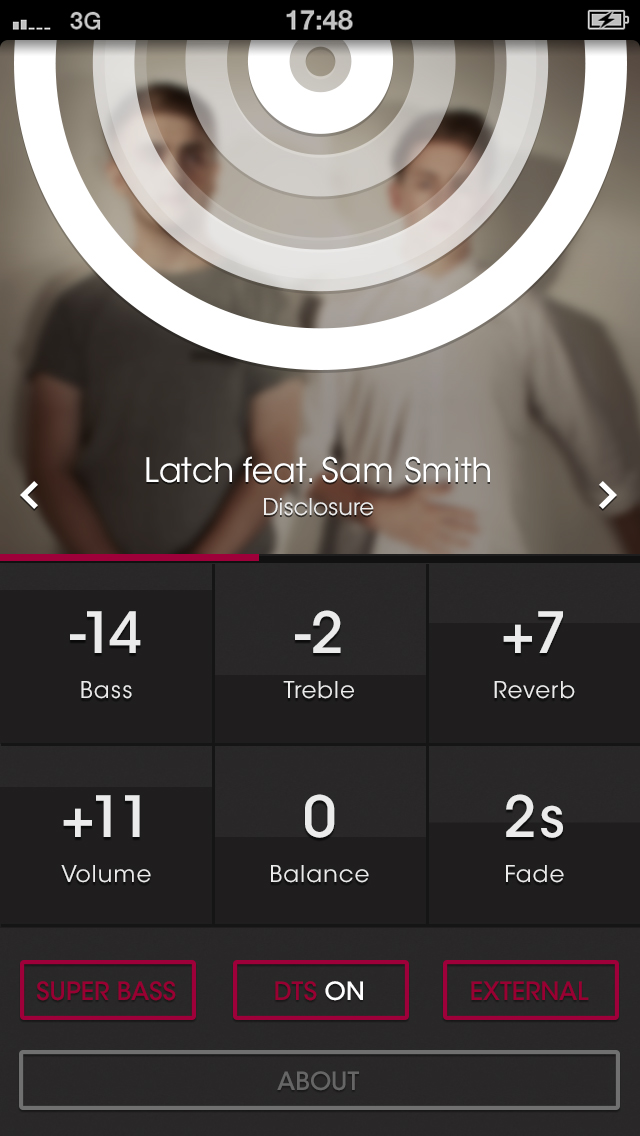 3G 17:48
Latch feat. Sam Smith
Disclosure
-14 -2 +7
Bass Treble Reverb
+11 0 2s
Volume Balance Fade
SUPER BASS DTS ON EXTERNAL
ABOUT